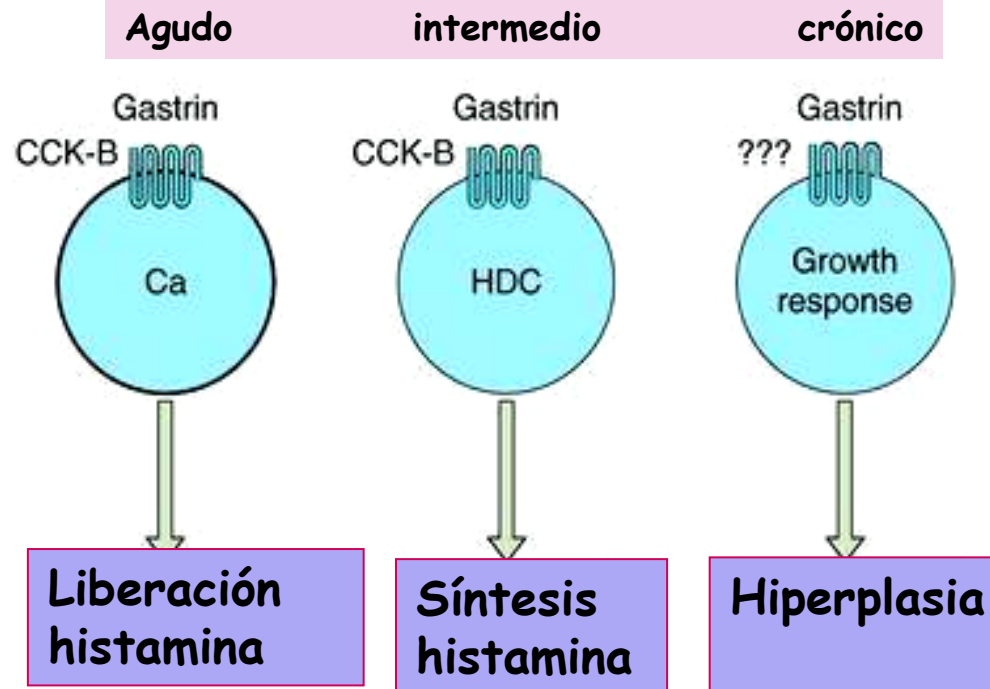 Agudo intermedio crónico
Gastrin Gastrin Gastrin
CCK-B CCK-B ???
Ca HDC Growth
response
Liberación
histamina
Síntesis
histamina
Hiperplasia